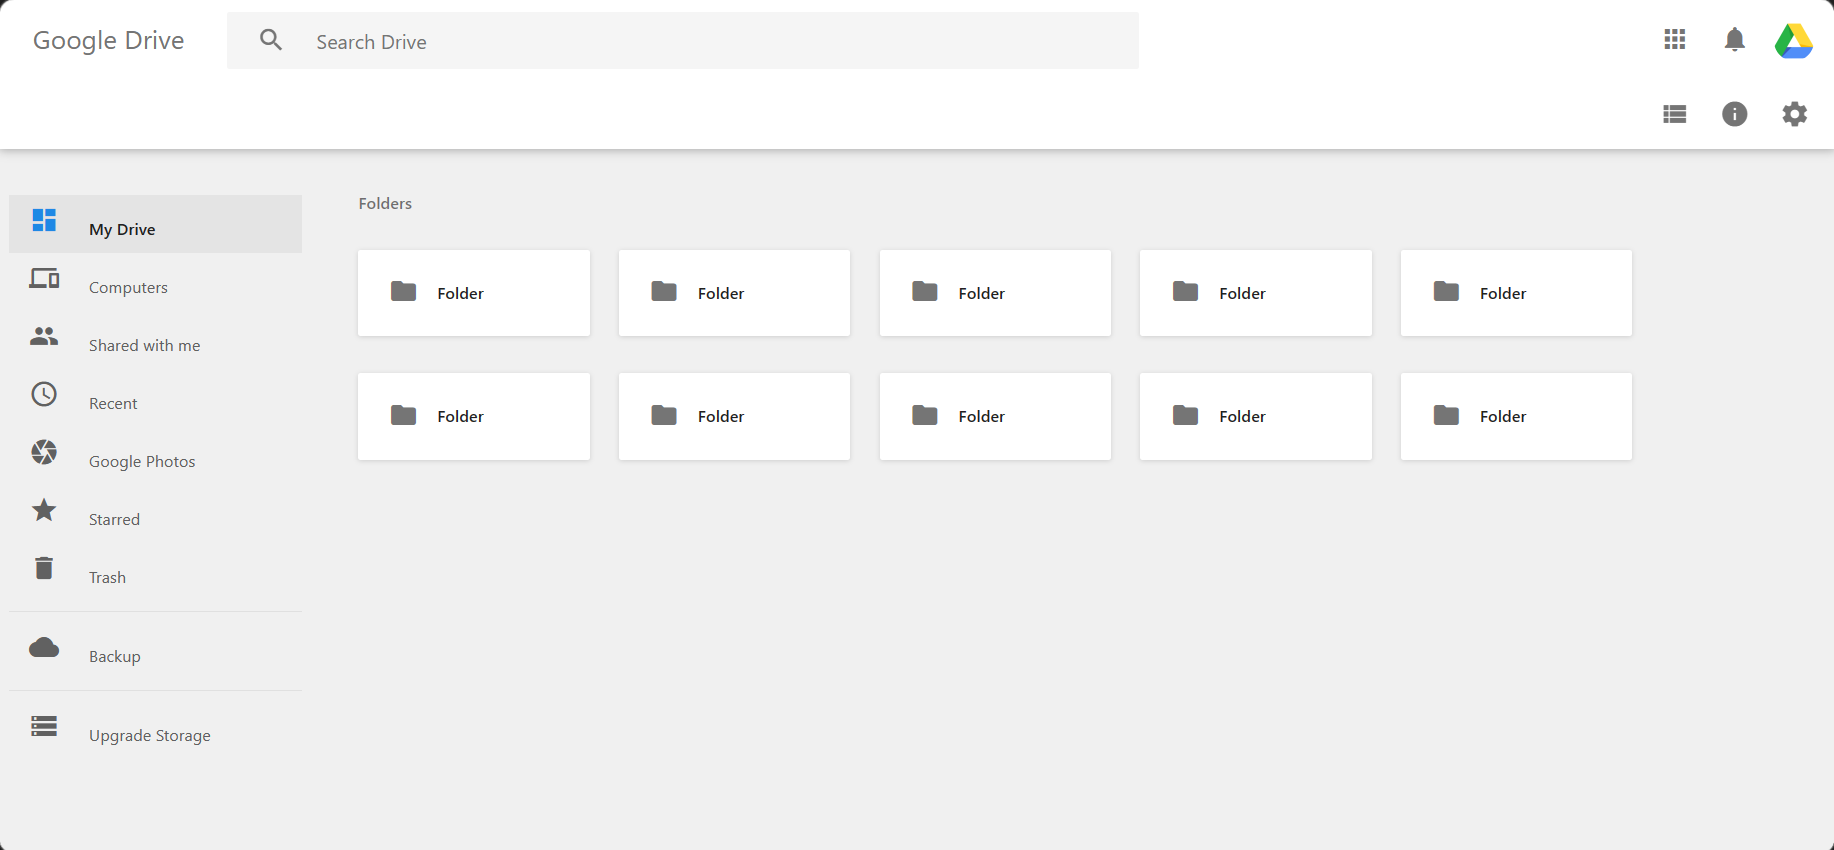 Google Drive
Search Drive
My Drive
Computers
Shared with me
Recent
Google Photos
Starred
Trash
Backup
Upgrade Storage
Folders
Folder Folder Folder Folder Folder
Folder Folder Folder Folder Folder